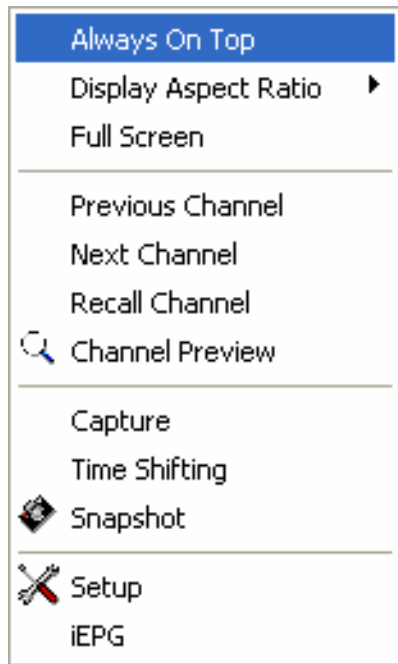 Always On Top
Display Aspect Ratio
Full Screen
Previous Channel
Next Channel
Recall Channel
Channel Preview
Capture
Time Shifting
Snapshot
Setup
iEPG